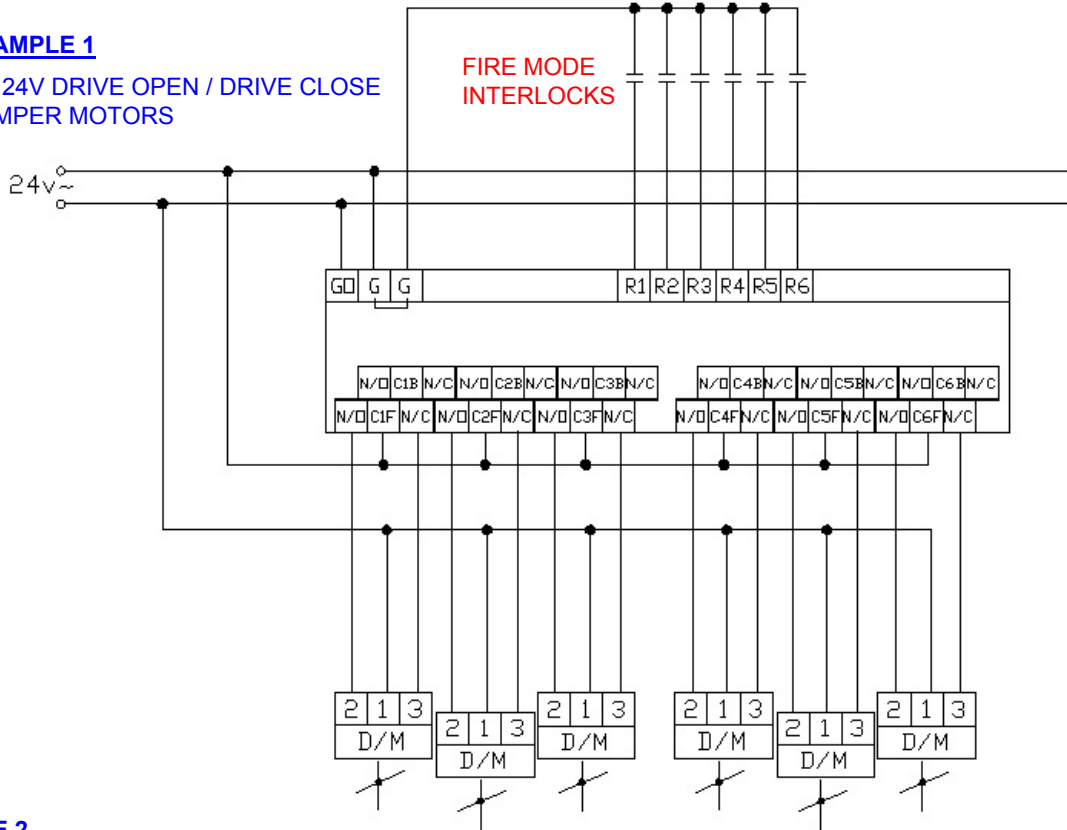 AMPLE 1
24V DRIVE OPEN / DRIVE CLOSE
MPER MOTORS
FIRE MODE
INTERLOCKS
24v~
G0 G G R1 R2 R3 R4 R5 R6
N/O C1B N/C N/O C2B N/C N/O C3B N/C N/O C4B N/C N/O C5B N/C N/O C6B N/C
N/O C1F N/C N/O C2F N/C N/O C3F N/C N/O C4F N/C N/O C5F N/C N/O C6F N/C
2 1 3 2 1 3 2 1 3 2 1 3 2 1 3 2 1 3
D/M D/M D/M D/M D/M D/M
E 2